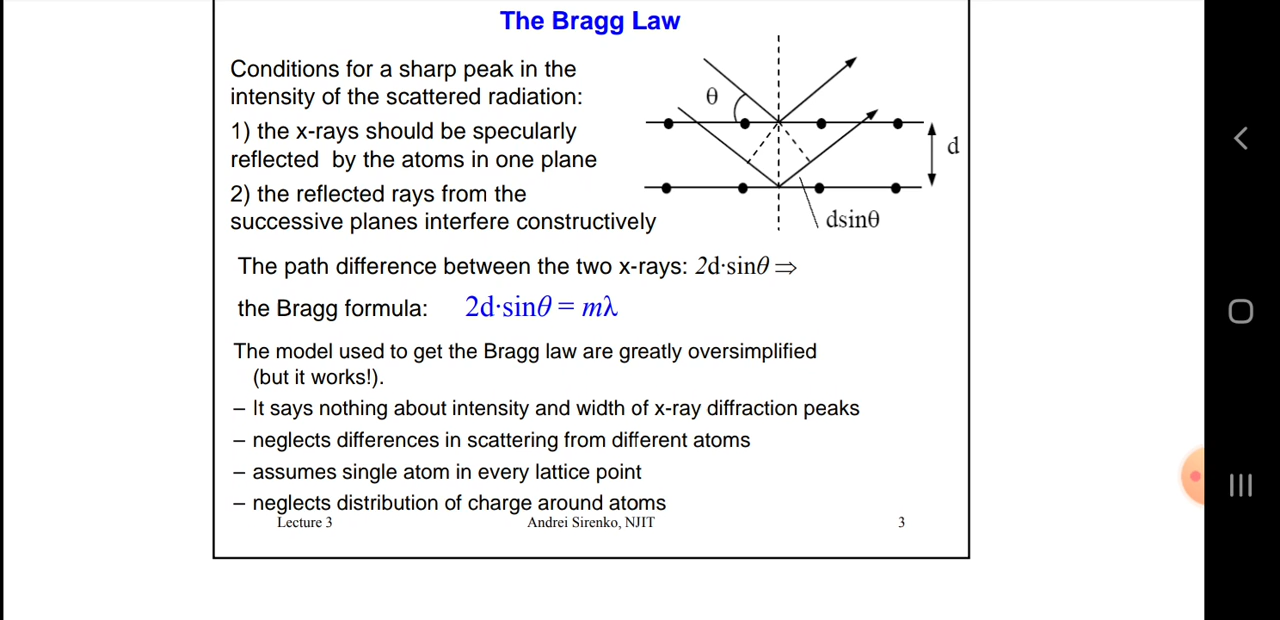 The Bragg Law
Conditions for a sharp peak in the
intensity of the scattered radiation:
1) the x-rays should be specularly
reflected by the atoms in one plane
2) the reflected rays from the
successive planes interfere constructively
θ
d
dsinθ
The path difference between the two x-rays: 2d·sinθ ⇒
the Bragg formula: 2d·sinθ = mλ
The model used to get the Bragg law are greatly oversimplified
(but it works!).
– It says nothing about intensity and width of x-ray diffraction peaks
– neglects differences in scattering from different atoms
– assumes single atom in every lattice point
– neglects distribution of charge around atoms
Lecture 3 Andrei Sirenko, NJIT 3